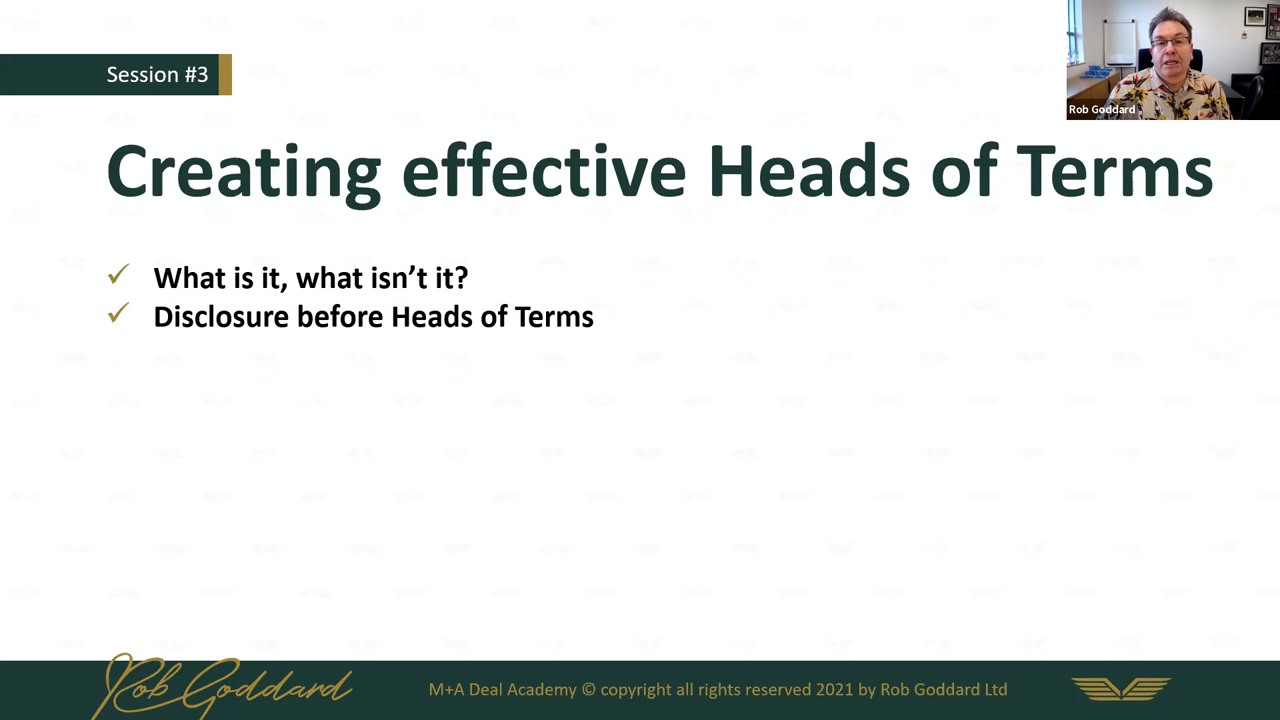 Session #3
Rob Goddard
Creating effective Heads of Terms
What is it, what isn’t it?
Disclosure before Heads of Terms
Rob Goddard
M+A Deal Academy © copyright all rights reserved 2021 by Rob Goddard Ltd